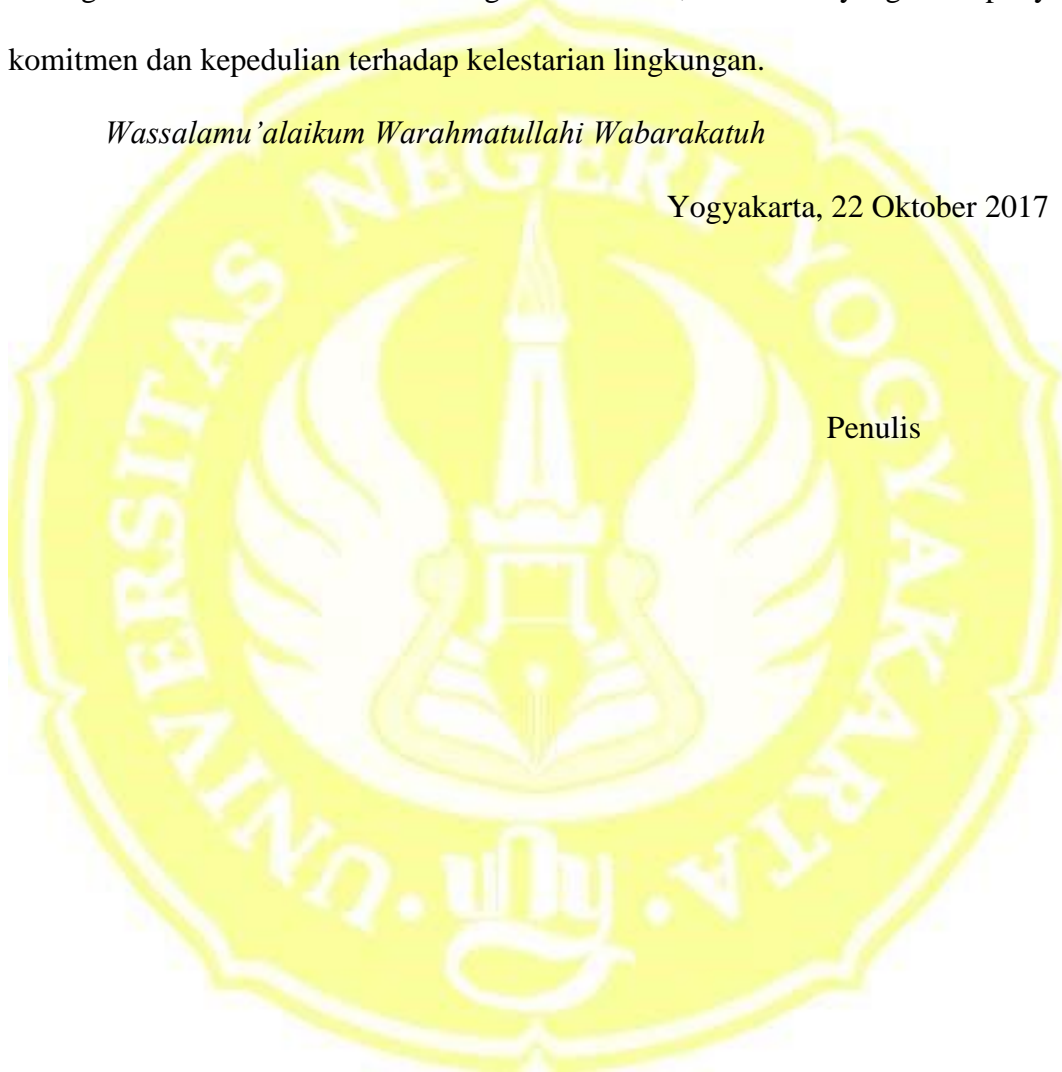 komitmen dan kepedulian terhadap kelestarian lingkungan.
Wassalamu’alaikum Warahmatullahi Wabarakatuh
Yogyakarta, 22 Oktober 2017
Penulis
UNIVERSITAS NEGERI YOGYAKARTA
uny